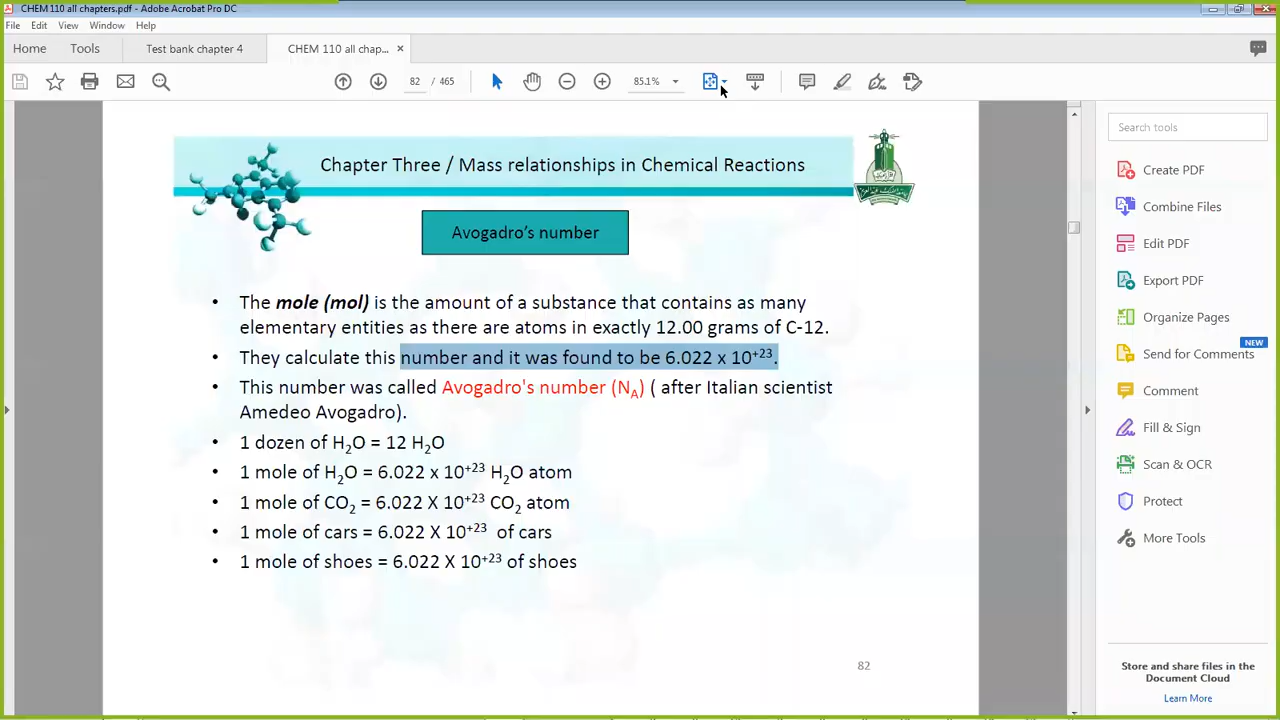 CHEM 110 all chapters.pdf - Adobe Acrobat Pro DC
File Edit View Window Help
Home Tools Test bank chapter 4 CHEM 110 all chap... ×
82 / 465 85.1%
Search tools
Chapter Three / Mass relationships in Chemical Reactions
Avogadro’s number
• The mole (mol) is the amount of a substance that contains as many
elementary entities as there are atoms in exactly 12.00 grams of C-12.
• They calculate this number and it was found to be 6.022 x 10⁺²³.
• This number was called Avogadro's number (N_A) ( after Italian scientist
Amedeo Avogadro).
• 1 dozen of H₂O = 12 H₂O
• 1 mole of H₂O = 6.022 x 10⁺²³ H₂O atom
• 1 mole of CO₂ = 6.022 X 10⁺²³ CO₂ atom
• 1 mole of cars = 6.022 X 10⁺²³ of cars
• 1 mole of shoes = 6.022 X 10⁺²³ of shoes
82
Create PDF
Combine Files
Edit PDF
Export PDF
Organize Pages
NEW
Send for Comments
Comment
Fill & Sign
Scan & OCR
Protect
More Tools
Store and share files in the
Document Cloud
Learn More